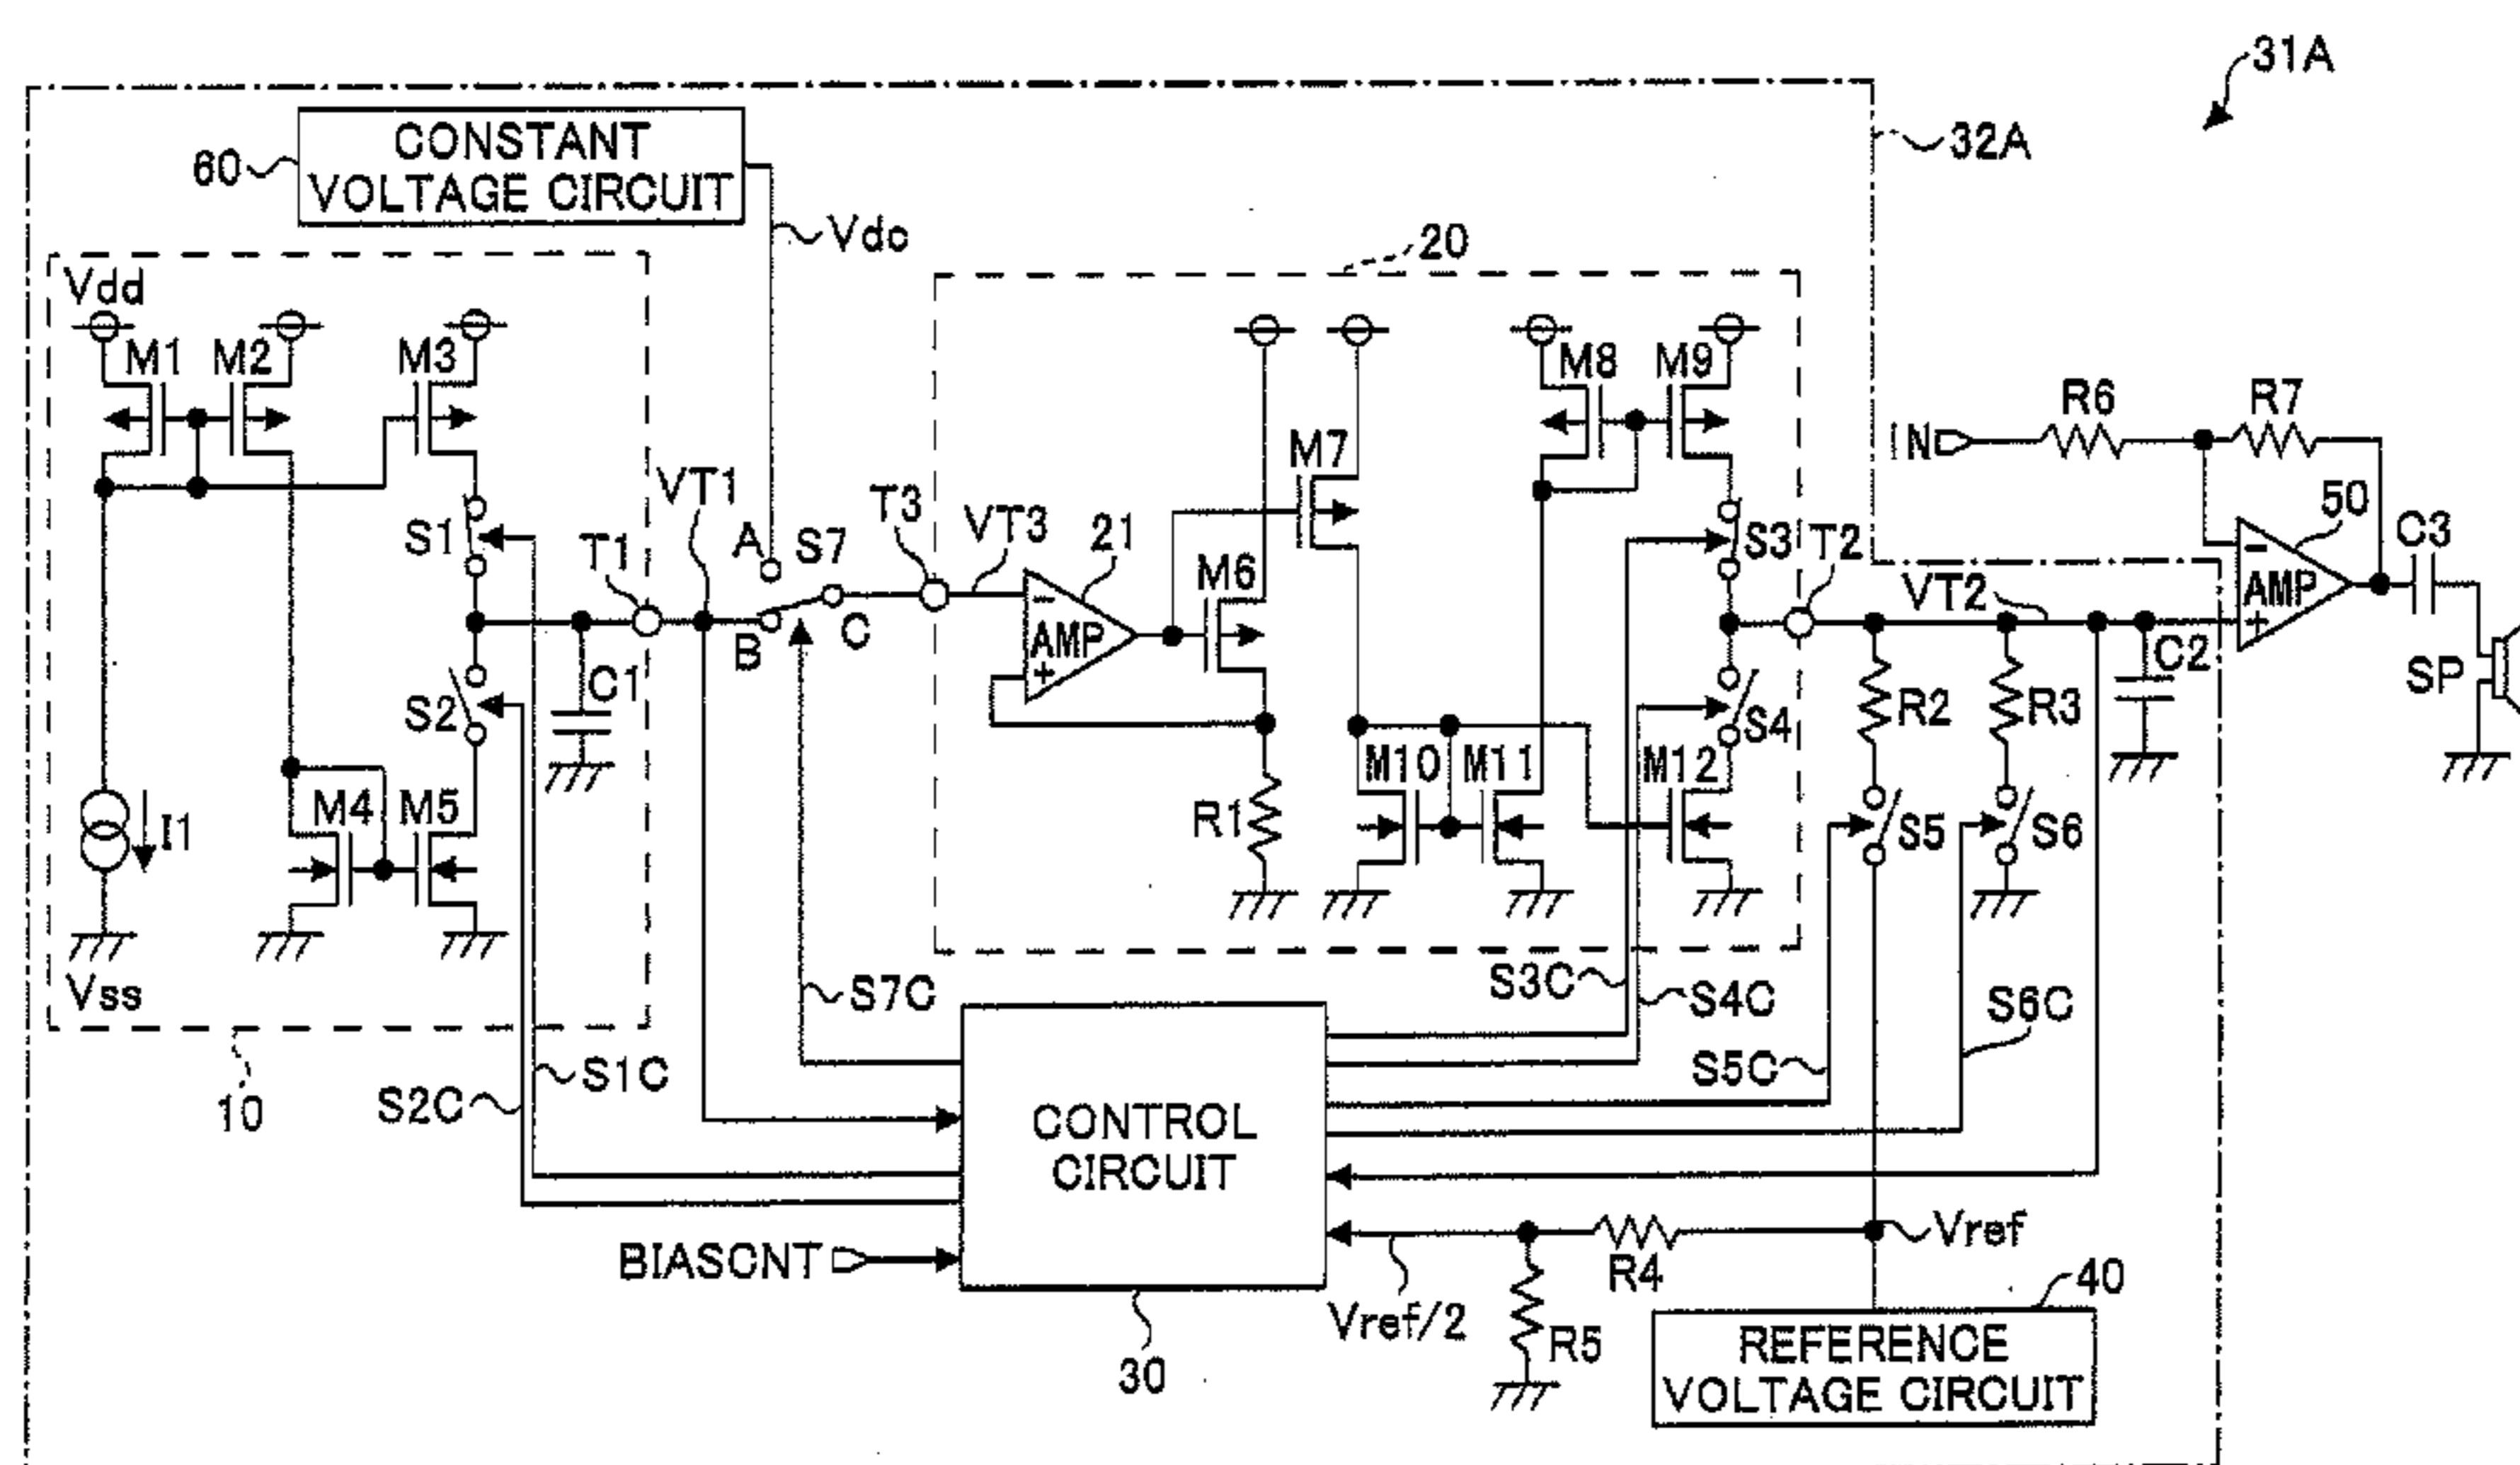 31A
32A
CONSTANT
VOLTAGE CIRCUIT
60
Vdc
20
Vdd
M1
M2
M3
M8
M9
R6
R7
IN
M7
VT1
T3
VT3
21
50
C3
S1
T1
A
S7
M6
S3
T2
VT2
AMP
-
+
AMP
-
+
B
C
C1
S2
C2
SP
R2
R3
S4
M10
M11
M12
M4
M5
I1
R1
S5
S6
Vss
S7C
S3C
S4C
S6C
S1C
S2C
S5C
10
CONTROL
CIRCUIT
BIASCNT
Vref
R4
Vref/2
40
R5
30
REFERENCE
VOLTAGE CIRCUIT